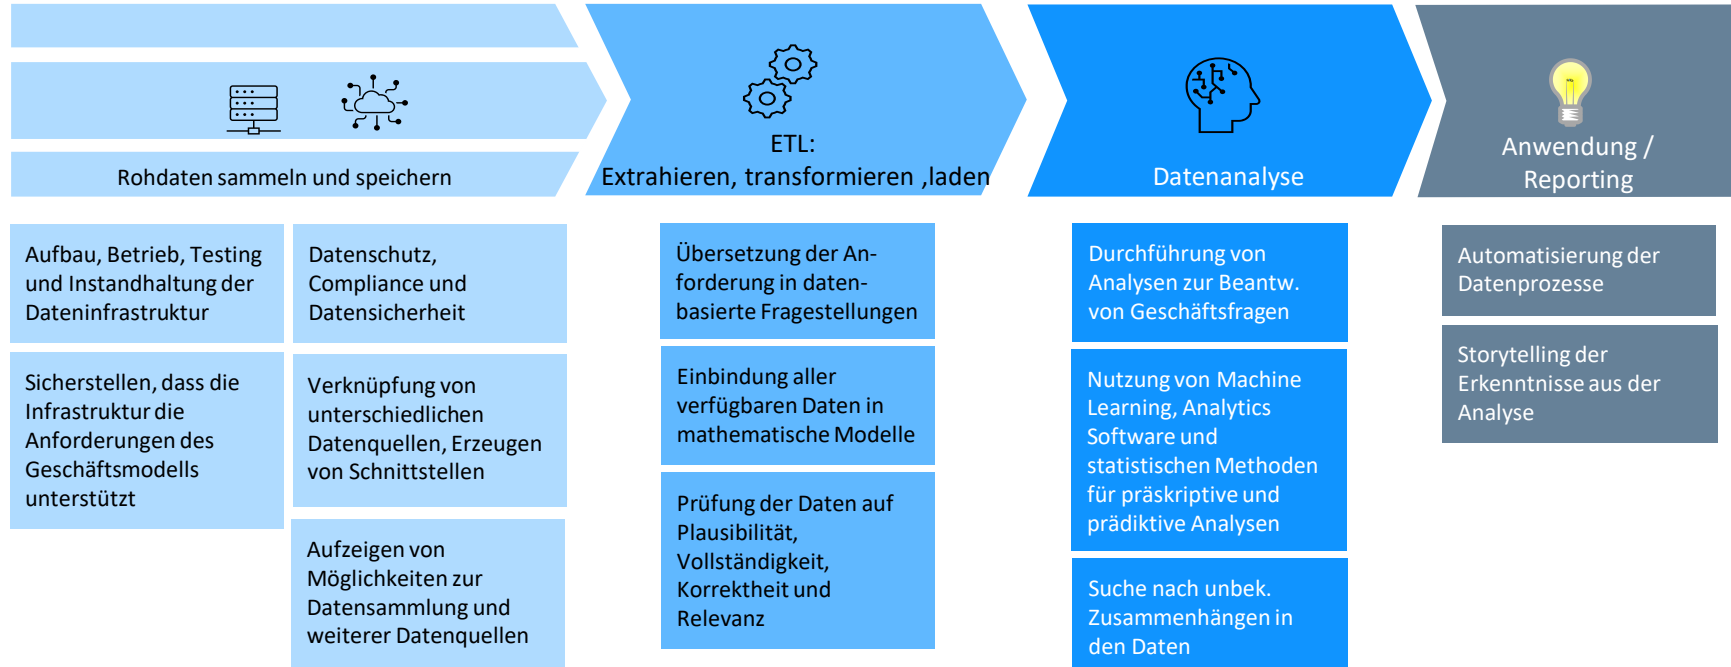 Rohdaten sammeln und speichern
ETL:
Extrahieren, transformieren ,laden
Datenanalyse
Anwendung /
Reporting
Aufbau, Betrieb, Testing
und Instandhaltung der
Dateninfrastruktur
Sicherstellen, dass die
Infrastruktur die
Anforderungen des
Geschäftsmodells
unterstützt
Datenschutz,
Compliance und
Datensicherheit
Verknüpfung von
unterschiedlichen
Datenquellen, Erzeugen
von Schnittstellen
Aufzeigen von
Möglichkeiten zur
Datensammlung und
weiterer Datenquellen
Übersetzung der An-
forderung in daten-
basierte Fragestellungen
Einbindung aller
verfügbaren Daten in
mathematische Modelle
Prüfung der Daten auf
Plausibilität,
Vollständigkeit,
Korrektheit und
Relevanz
Durchführung von
Analysen zur Beantw.
von Geschäftsfragen
Nutzung von Machine
Learning, Analytics
Software und
statistischen Methoden
für präskriptive und
prädiktive Analysen
Suche nach unbek.
Zusammenhängen in
den Daten
Automatisierung der
Datenprozesse
Storytelling der
Erkenntnisse aus der
Analyse